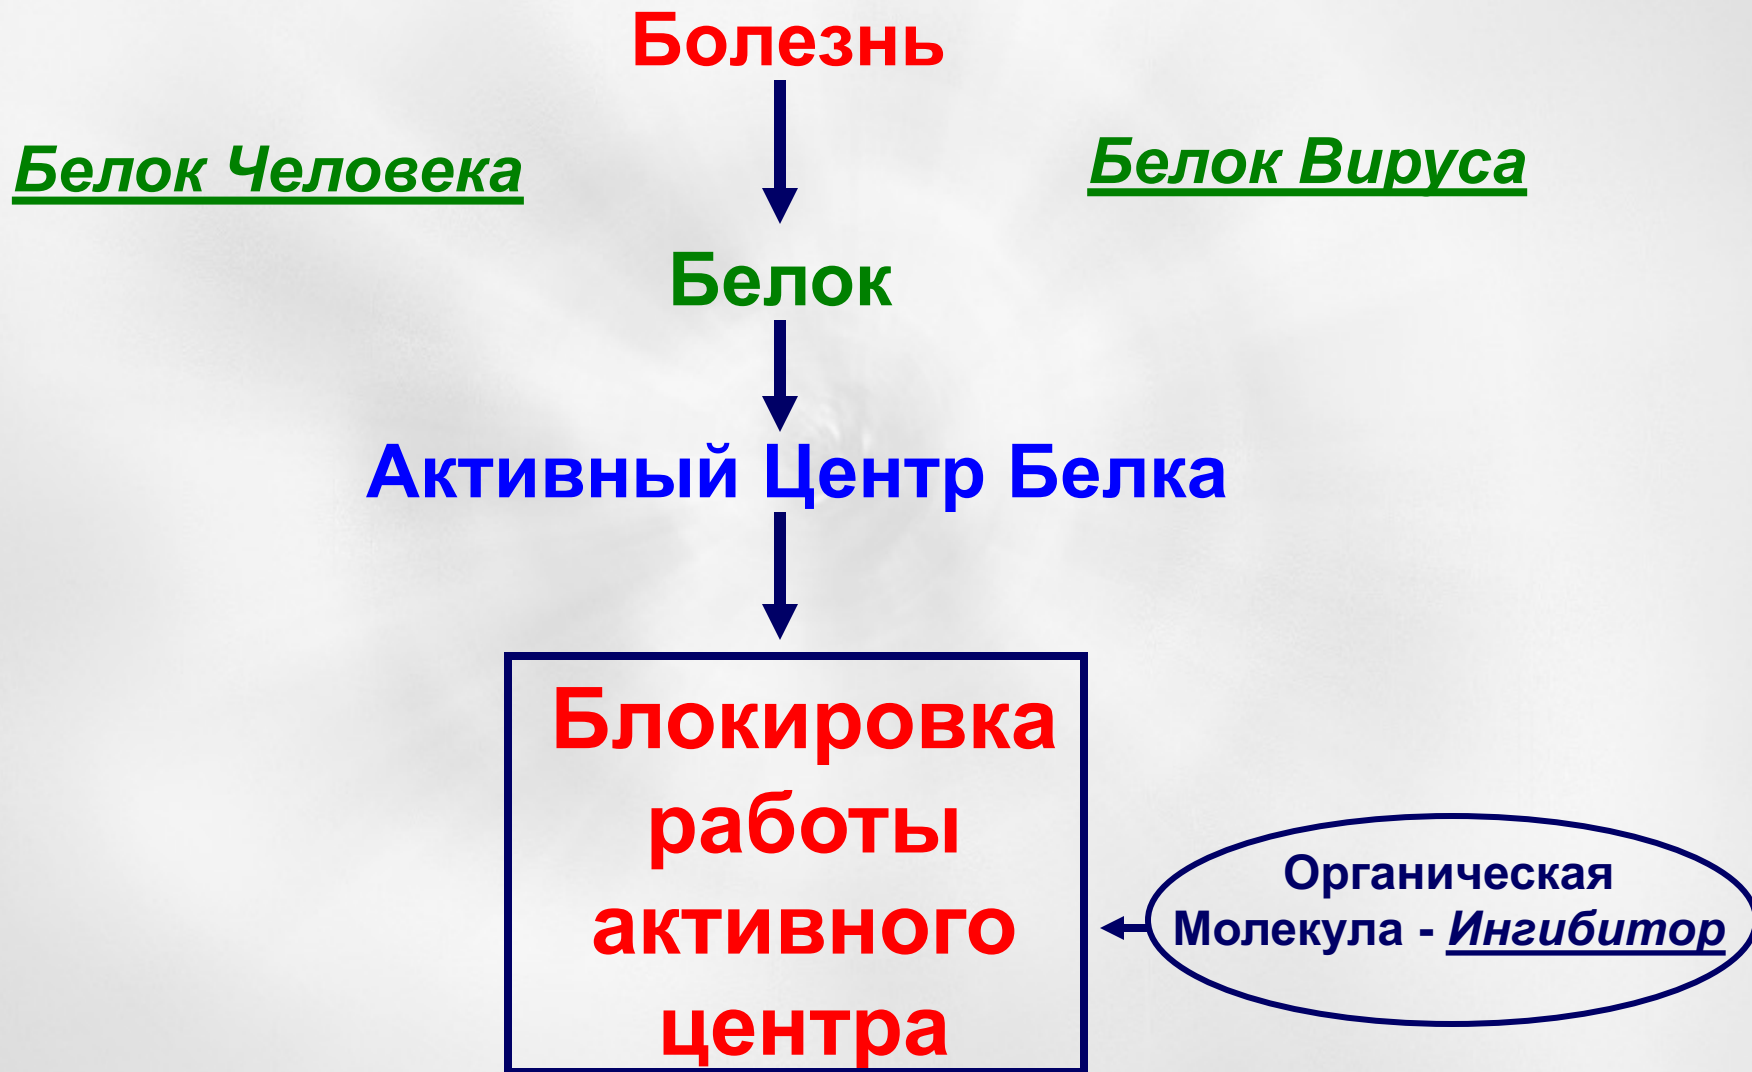 Болезнь
Белок Человека
Белок Вируса
Белок
Активный Центр Белка
Блокировка
работы
активного
центра
Органическая
Молекула - Ингибитор